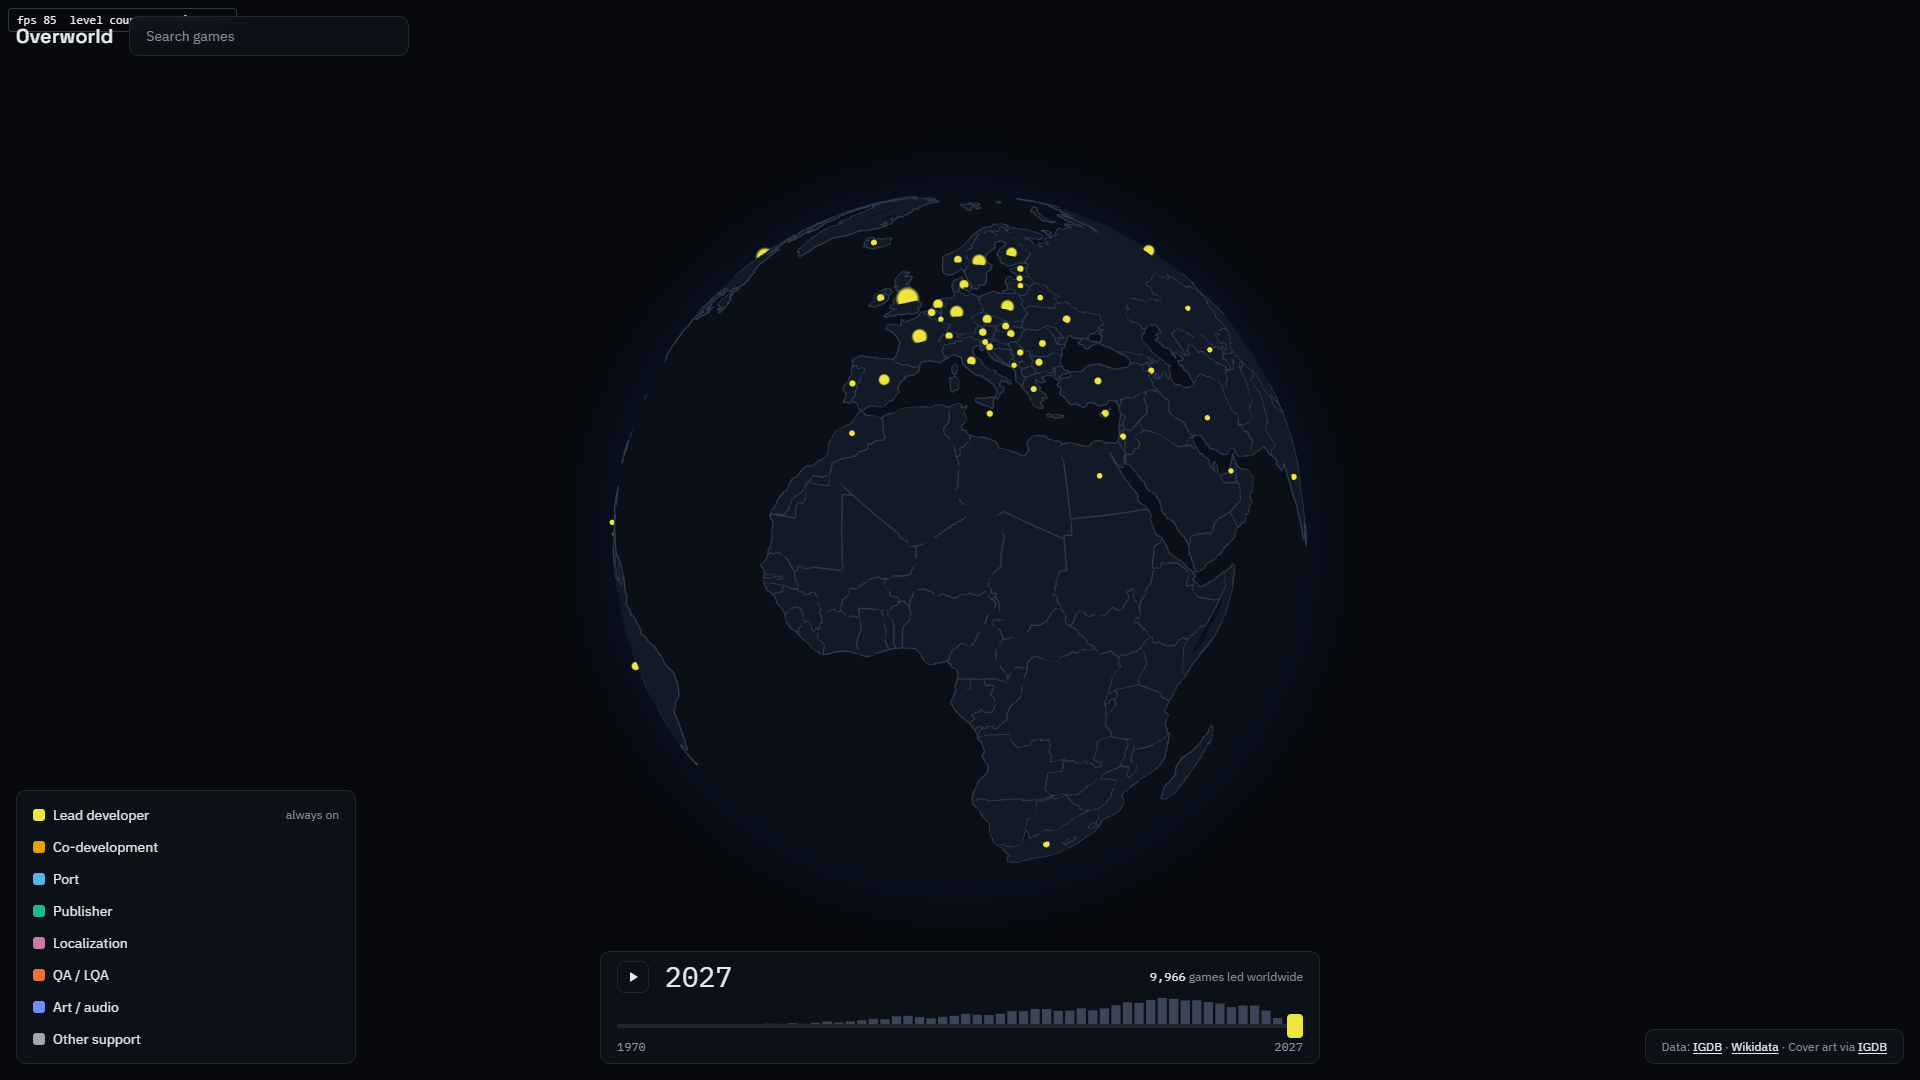 fps 85 level
Overworld
Search games
Lead developer always on
Co-development
Port
Publisher
Localization
QA / LQA
Art / audio
Other support
2027
9,966 games led worldwide
1970 2027
Data: IGDB · Wikidata · Cover art via IGDB